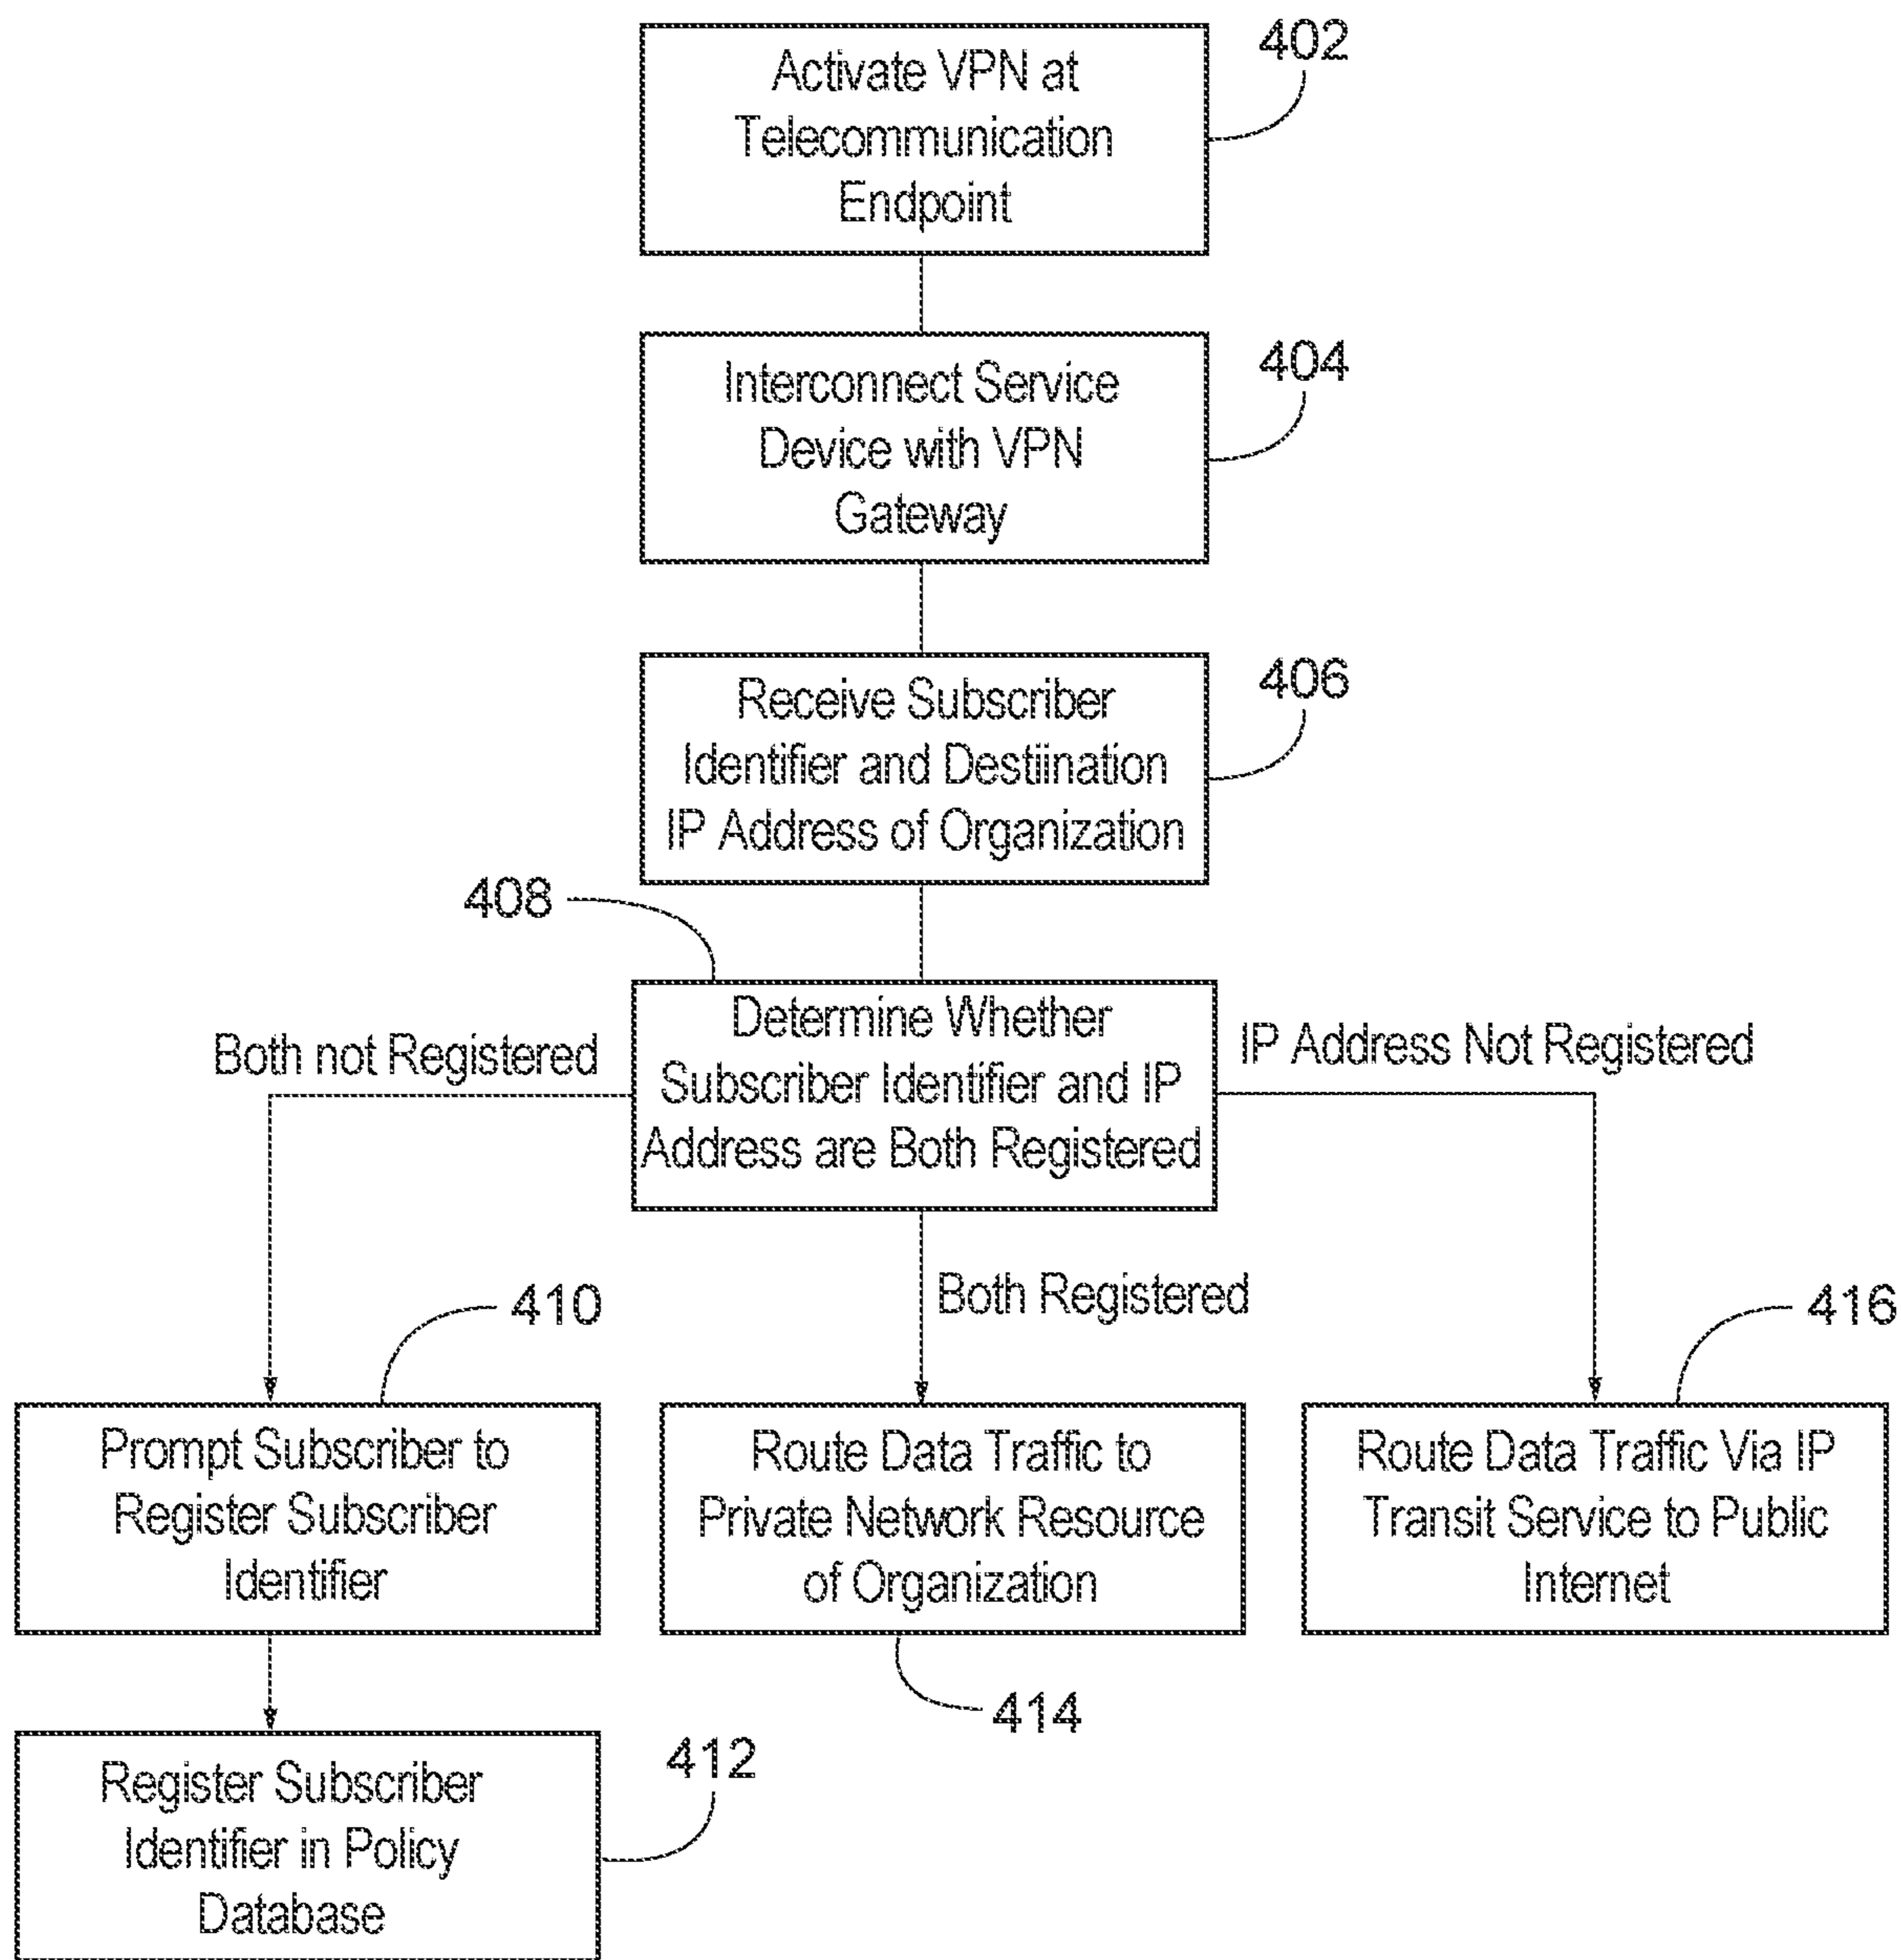 402
Activate VPN at
Telecommunication
Endpoint
404
Interconnect Service
Device with VPN
Gateway
406
Receive Subscriber
Identifier and Destiination
IP Address of Organization
408
Determine Whether
Subscriber Identifier and IP
Address are Both Registered
Both not Registered
IP Address Not Registered
Both Registered
410
Prompt Subscriber to
Register Subscriber
Identifier
Route Data Traffic to
Private Network Resource
of Organization
414
416
Route Data Traffic Via IP
Transit Service to Public
Internet
412
Register Subscriber
Identifier in Policy
Database